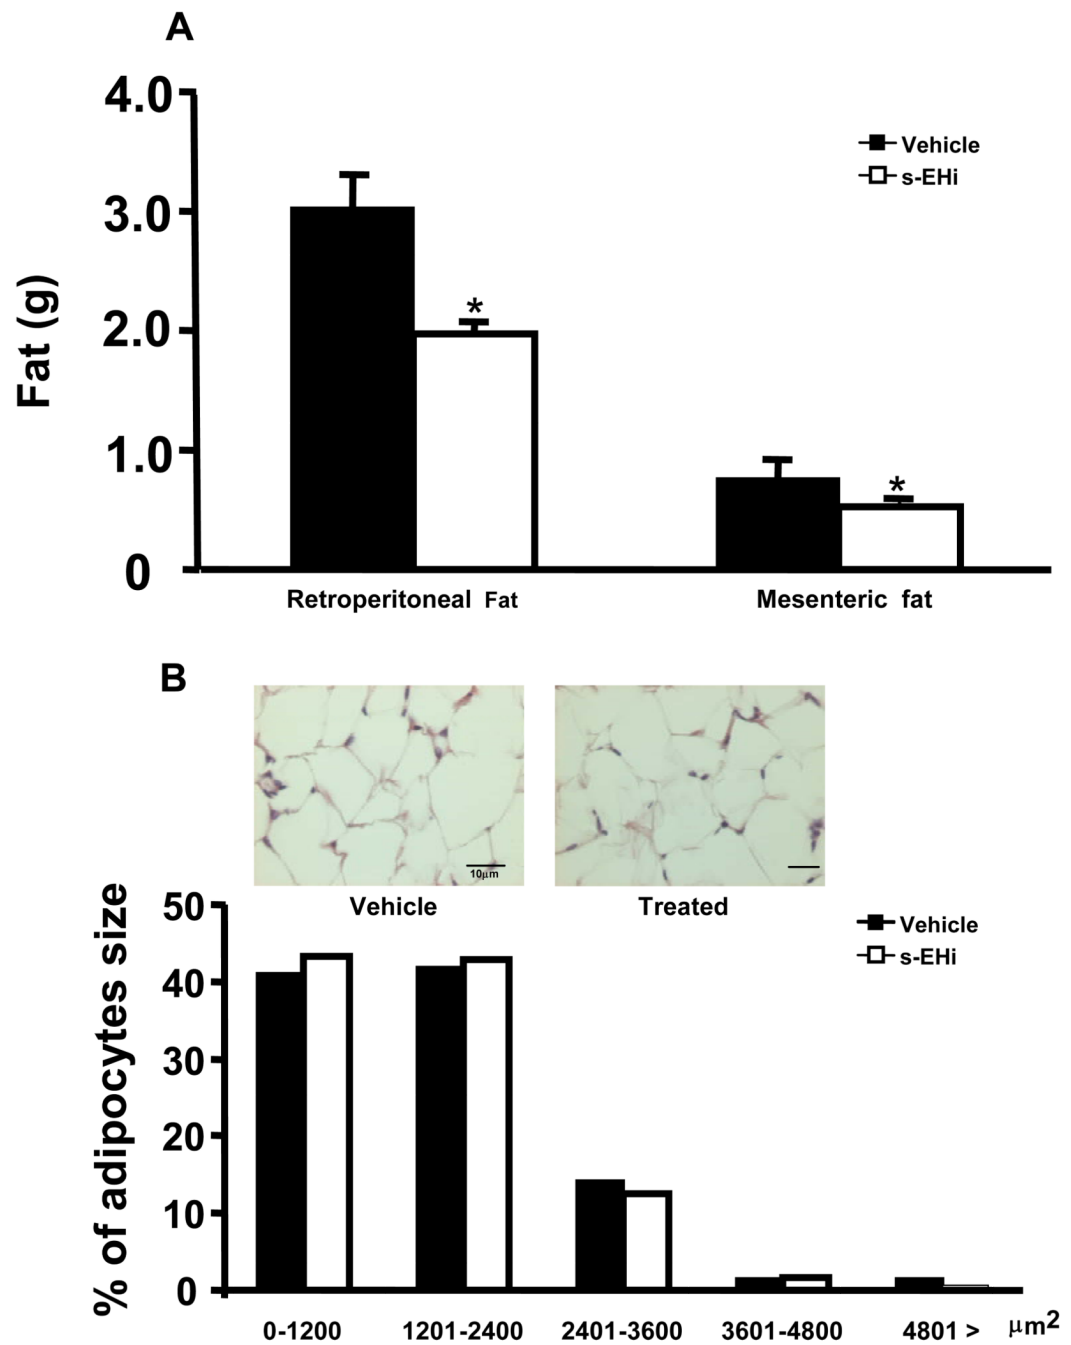 A
4.0
3.0
2.0
1.0
0
Fat (g)
Vehicle
s-EHi
*
*
Retroperitoneal Fat
Mesenteric fat
B
10µm
Vehicle
Treated
50
40
30
20
10
0
% of adipocytes size
Vehicle
s-EHi
0-1200
1201-2400
2401-3600
3601-4800
4801 >
µm2